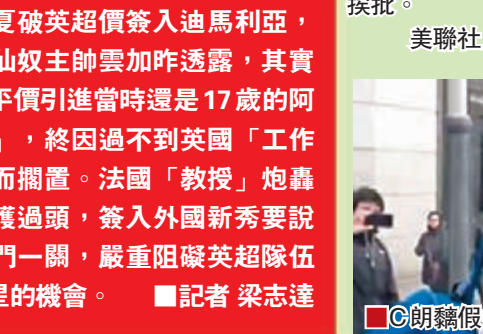 夏破英超價簽入迪馬利亞，
仙奴主帥雲加昨透露，其實
平價引進當時還是17歲的阿
」，終因過不到英國「工作
而擱置。法國「教授」炮轟
護過頭，簽入外國新秀要說
門一關，嚴重阻礙英超隊伍
星的機會。 ■記者 梁志達
挨批。
美聯社
■C朗黐假